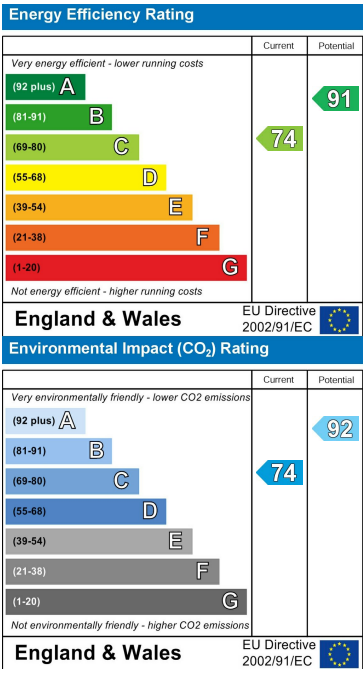 Energy Efficiency Rating
Current Potential
Very energy efficient - lower running costs
(92 plus) A
(81-91) B
(69-80) C
(55-68) D
(39-54) E
(21-38) F
(1-20) G
74
91
Not energy efficient - higher running costs
England & Wales
EU Directive
2002/91/EC
Environmental Impact (CO₂) Rating
Current Potential
Very environmentally friendly - lower CO2 emissions
(92 plus) A
(81-91) B
(69-80) C
(55-68) D
(39-54) E
(21-38) F
(1-20) G
74
92
Not environmentally friendly - higher CO2 emissions
England & Wales
EU Directive
2002/91/EC